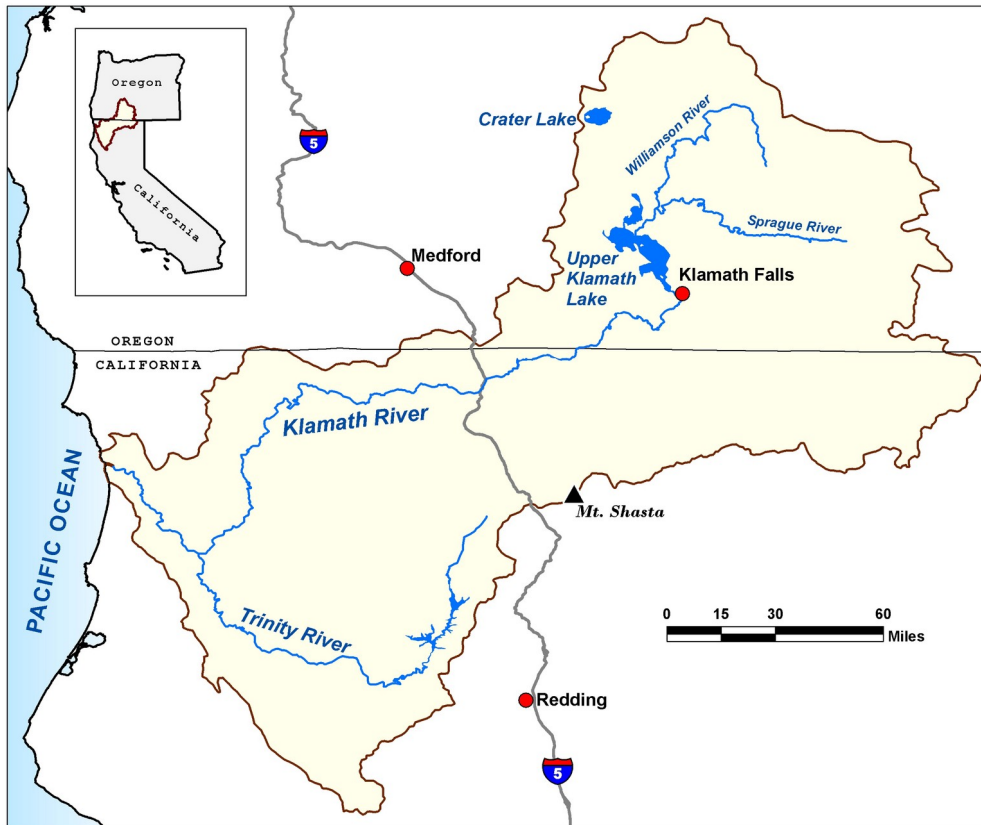 Oregon
California
5
Crater Lake
Williamson River
Sprague River
Medford
Upper
Klamath
Lake
Klamath Falls
OREGON
CALIFORNIA
Klamath River
PACIFIC OCEAN
Mt. Shasta
Trinity River
0 15 30 60
Miles
Redding
5